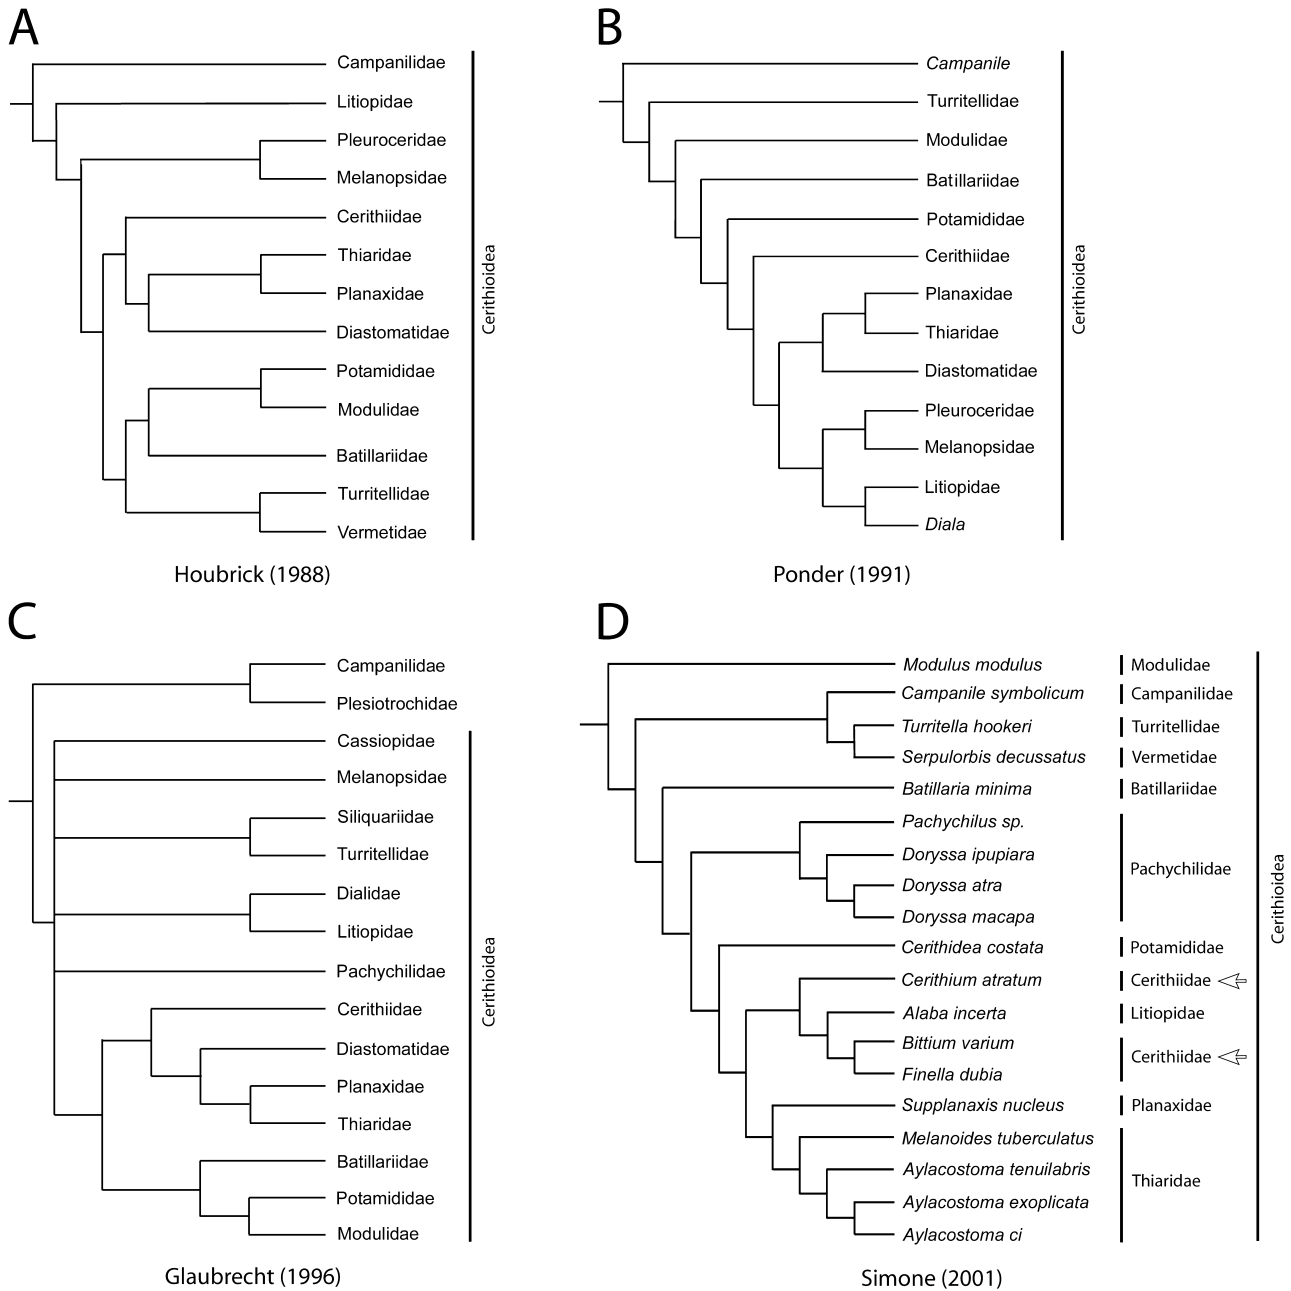 A
Campanilidae
Litiopidae
Pleuroceridae
Melanopsidae
Cerithiidae
Thiaridae
Planaxidae
Diastomatidae
Potamididae
Modulidae
Batillariidae
Turritellidae
Vermetidae
Cerithioidea
Houbrick (1988)
B
Campanile
Turritellidae
Modulidae
Batillariidae
Potamididae
Cerithiidae
Planaxidae
Thiaridae
Diastomatidae
Pleuroceridae
Melanopsidae
Litiopidae
Diala
Cerithioidea
Ponder (1991)
C
Campanilidae
Plesiotrochidae
Cassiopidae
Melanopsidae
Siliquariidae
Turritellidae
Dialidae
Litiopidae
Pachychilidae
Cerithiidae
Diastomatidae
Planaxidae
Thiaridae
Batillariidae
Potamididae
Modulidae
Cerithioidea
Glaubrecht (1996)
D
Modulus modulus
Campanile symbolicum
Turritella hookeri
Serpulorbis decussatus
Batillaria minima
Pachychilus sp.
Doryssa ipupiara
Doryssa atra
Doryssa macapa
Cerithidea costata
Cerithium atratum
Alaba incerta
Bittium varium
Finella dubia
Supplanaxis nucleus
Melanoides tuberculatus
Aylacostoma tenuilabris
Aylacostoma exoplicata
Aylacostoma ci
Modulidae
Campanilidae
Turritellidae
Vermetidae
Batillariidae
Pachychilidae
Potamididae
Cerithiidae
Litiopidae
Cerithiidae
Planaxidae
Thiaridae
Cerithioidea
Simone (2001)